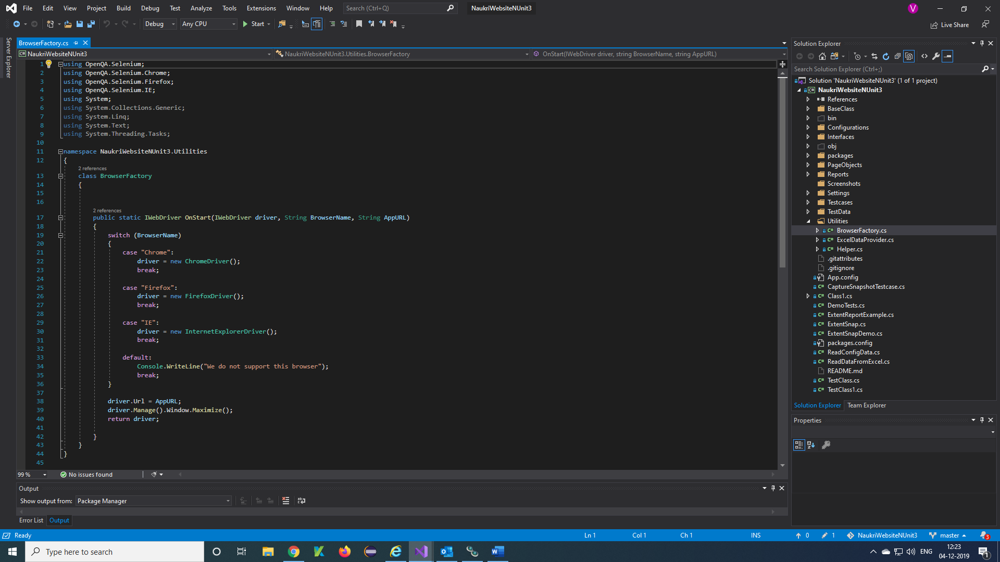 File Edit View Project Build Debug Test Analyze Tools Extensions Window Help Search (Ctrl+Q) NaukriWebsiteNUnit3 V
Debug Any CPU Start Live Share
Server Explorer
BrowserFactory.cs
NaukriWebsiteNUnit3 NaukriWebsiteNUnit3.Utilities.BrowserFactory OnStart(IWebDriver driver, string BrowserName, string AppURL)
1 using OpenQA.Selenium;
2 using OpenQA.Selenium.Chrome;
3 using OpenQA.Selenium.Firefox;
4 using OpenQA.Selenium.IE;
5 using System;
6 using System.Collections.Generic;
7 using System.Linq;
8 using System.Text;
9 using System.Threading.Tasks;
10
11 namespace NaukriWebsiteNUnit3.Utilities
12 {
2 references
13 class BrowserFactory
14 {
15
16
2 references
17 public static IWebDriver OnStart(IWebDriver driver, String BrowserName, String AppURL)
18 {
19 switch (BrowserName)
20 {
21 case "Chrome":
22 driver = new ChromeDriver();
23 break;
24
25 case "Firefox":
26 driver = new FirefoxDriver();
27 break;
28
29 case "IE":
30 driver = new InternetExplorerDriver();
31 break;
32
33 default:
34 Console.WriteLine("We do not support this browser");
35 break;
36 }
37
38 driver.Url = AppURL;
39 driver.Manage().Window.Maximize();
40 return driver;
41
42 }
43 }
44 }
45
99 % No issues found
Output
Show output from: Package Manager
Error List Output
Solution Explorer
Search Solution Explorer (Ctrl+;)
Solution 'NaukriWebsiteNUnit3' (1 of 1 project)
NaukriWebsiteNUnit3
References
BaseClass
bin
Configurations
Interfaces
obj
packages
PageObjects
Reports
Screenshots
Settings
Testcases
TestData
Utilities
C# BrowserFactory.cs
C# ExcelDataProvider.cs
C# Helper.cs
.gitattributes
.gitignore
App.config
C# CaptureSnapshotTestcase.cs
C# Class1.cs
C# DemoTests.cs
C# ExtentReportExample.cs
C# ExtentSnap.cs
C# ExtentSnapDemo.cs
packages.config
C# ReadConfigData.cs
C# ReadDataFromExcel.cs
README.md
C# TestClass.cs
C# TestClass1.cs
Solution Explorer Team Explorer
Properties
Ready Ln 1 Col 1 Ch 1 INS 0 1 NaukriWebsiteNUnit3 master 3
Type here to search ENG 12:23
04-12-2019 1